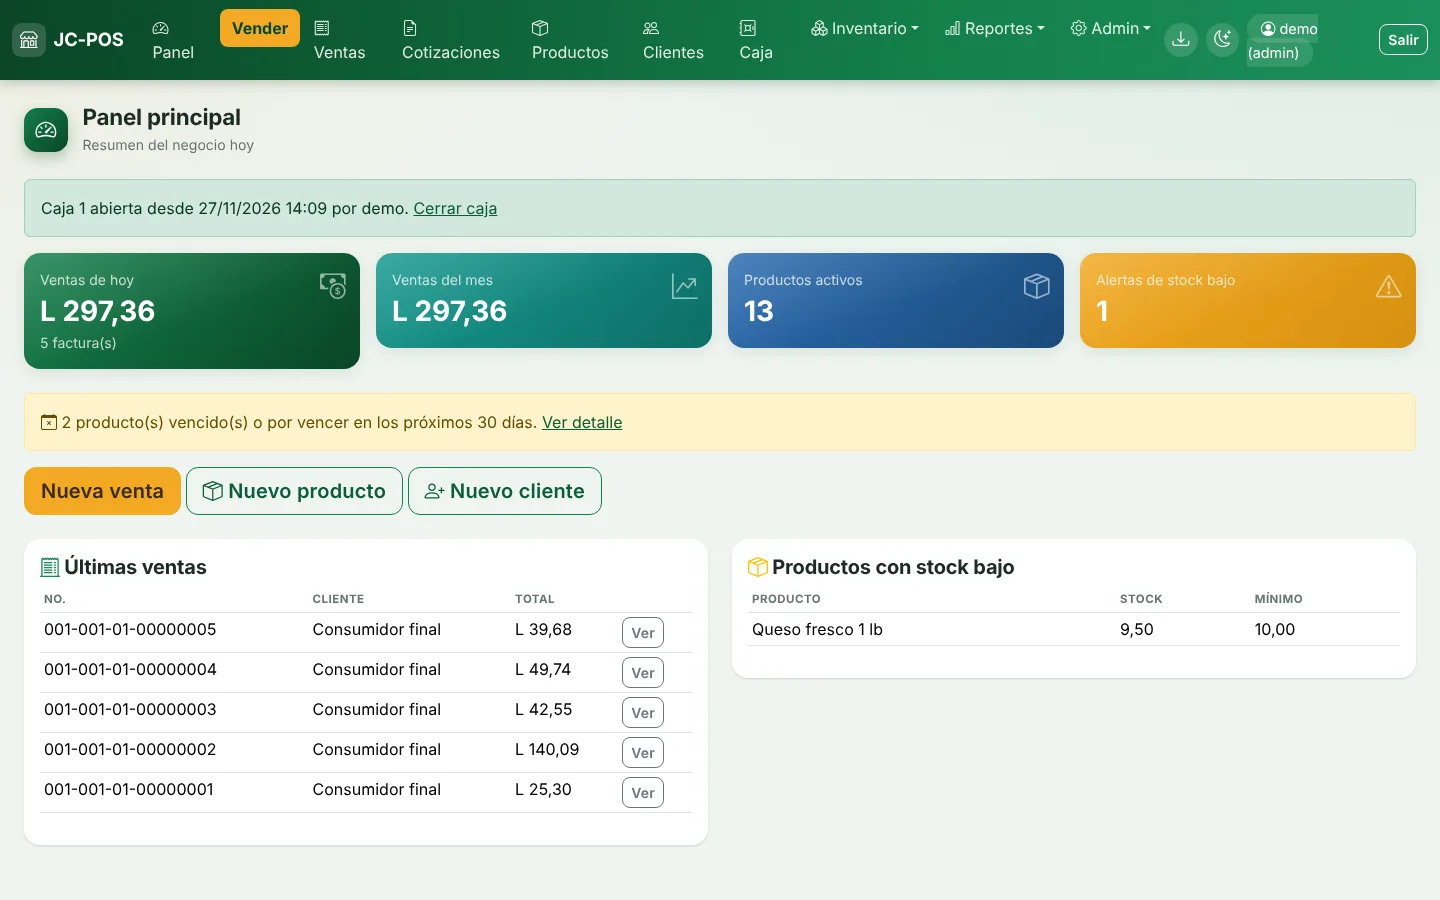 JC-POS
Panel
Vender
Ventas
Cotizaciones
Productos
Clientes
Caja
Inventario
Reportes
Admin
demo
(admin)
Salir
Panel principal
Resumen del negocio hoy
Caja 1 abierta desde 27/11/2026 14:09 por demo. Cerrar caja
Ventas de hoy
L 297,36
5 factura(s)
Ventas del mes
L 297,36
Productos activos
13
Alertas de stock bajo
1
2 producto(s) vencido(s) o por vencer en los próximos 30 días. Ver detalle
Nueva venta
Nuevo producto
Nuevo cliente
Últimas ventas
NO. CLIENTE TOTAL
001-001-01-00000005 Consumidor final L 39,68 Ver
001-001-01-00000004 Consumidor final L 49,74 Ver
001-001-01-00000003 Consumidor final L 42,55 Ver
001-001-01-00000002 Consumidor final L 140,09 Ver
001-001-01-00000001 Consumidor final L 25,30 Ver
Productos con stock bajo
PRODUCTO STOCK MÍNIMO
Queso fresco 1 lb 9,50 10,00